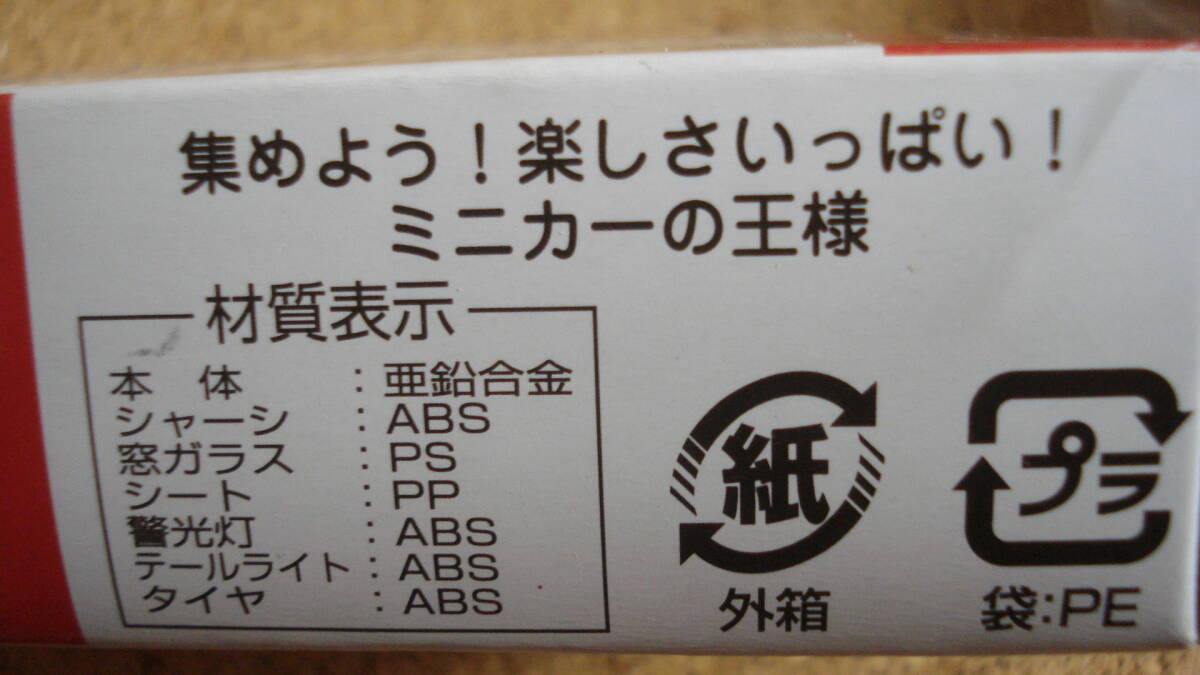 集めよう！楽しさいっぱい！
ミニカーの王様
材質表示
本体：亜鉛合金
シャーシ：ABS
窓ガラス：PS
シート：PP
警光灯：ABS
テールライト：ABS
タイヤ：ABS
紙
外箱
プラ
袋：PE